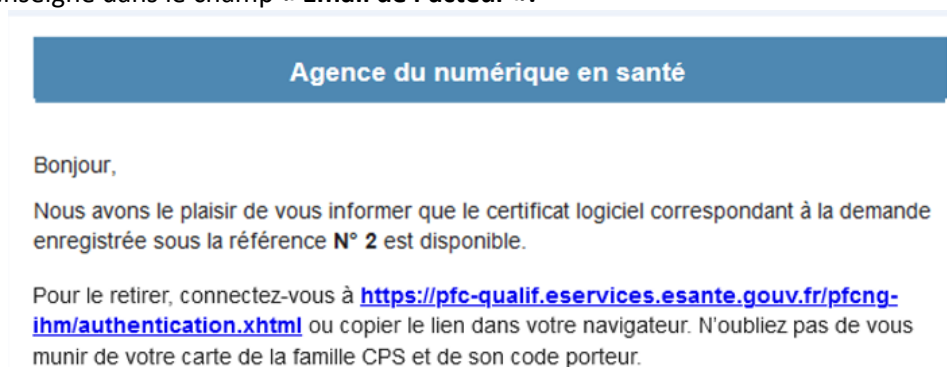 dans le champ « Email de l'acteur ».
Agence du numérique en santé
Bonjour,
Nous avons le plaisir de vous informer que le certificat logiciel correspondant à la demande
enregistrée sous la référence N° 2 est disponible.
Pour le retirer, connectez-vous à https://pfc-qualif.eservices.esante.gouv.fr/pfcng-
ihm/authentication.xhtml ou copier le lien dans votre navigateur. N'oubliez pas de vous
munir de votre carte de la famille CPS et de son code porteur.